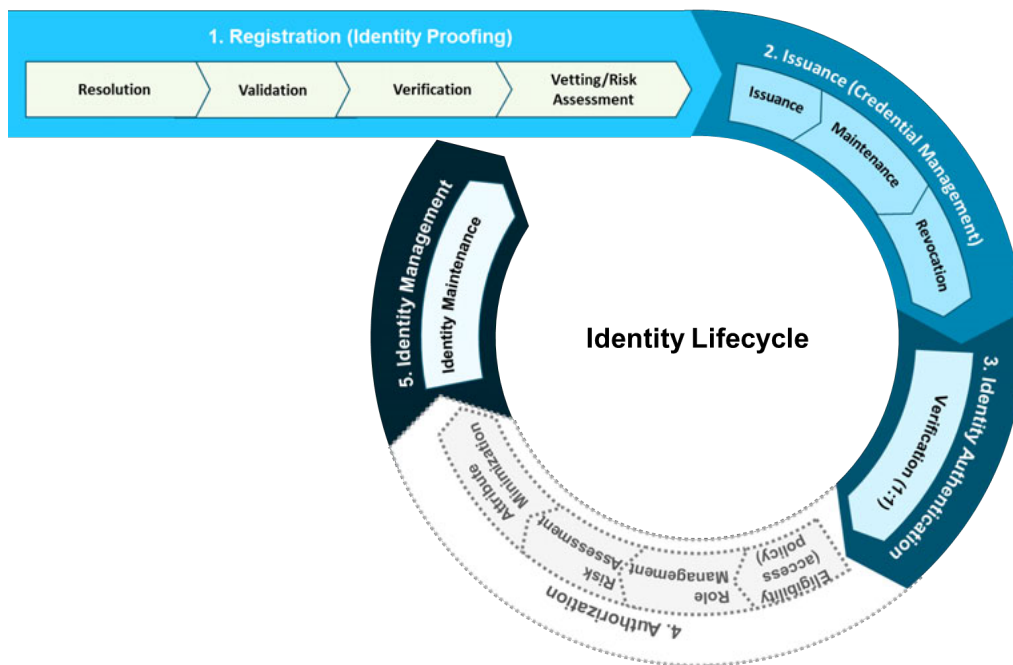 1. Registration (Identity Proofing)
Resolution
Validation
Verification
Vetting/Risk
Assessment
2. Issuance (Credential Management)
Issuance
Maintenance
Revocation
3. Identity Authentication
Verification (1:1)
4. Authorization
Eligibility
(access
policy)
Role
Management
Risk
Assessment
Attribute
Minimization
5. Identity Management
Identity Maintenance
Identity Lifecycle